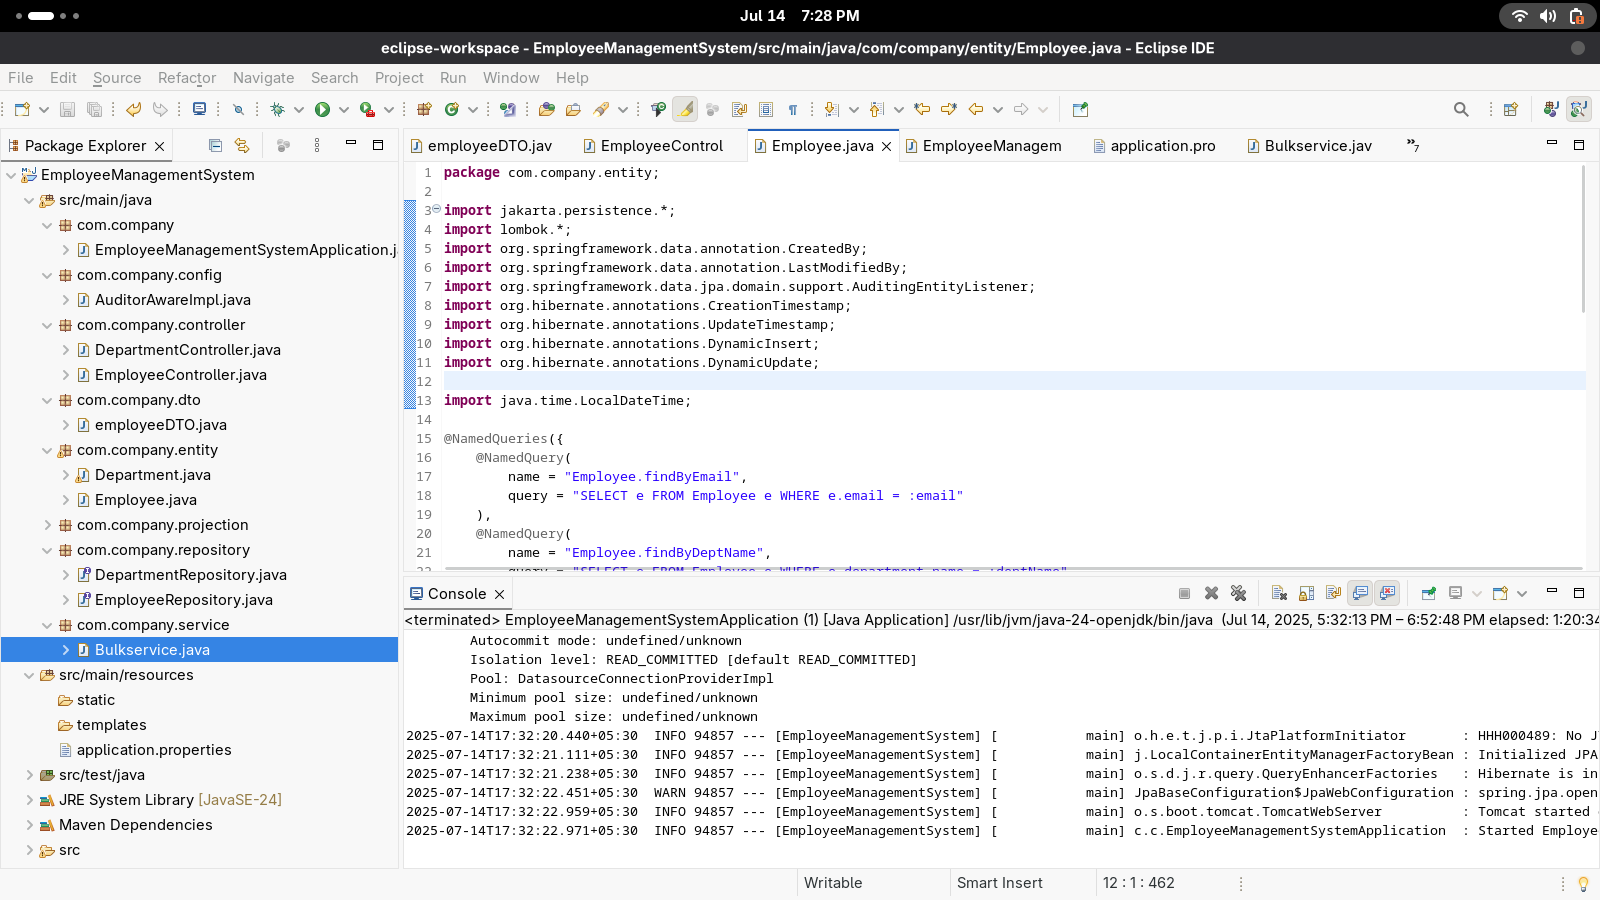 Jul 14 7:28 PM
eclipse-workspace - EmployeeManagementSystem/src/main/java/com/company/entity/Employee.java - Eclipse IDE
File Edit Source Refactor Navigate Search Project Run Window Help
Package Explorer
EmployeeManagementSystem
src/main/java
com.company
EmployeeManagementSystemApplication.j
com.company.config
AuditorAwareImpl.java
com.company.controller
DepartmentController.java
EmployeeController.java
com.company.dto
employeeDTO.java
com.company.entity
Department.java
Employee.java
com.company.projection
com.company.repository
DepartmentRepository.java
EmployeeRepository.java
com.company.service
Bulkservice.java
src/main/resources
static
templates
application.properties
src/test/java
JRE System Library [JavaSE-24]
Maven Dependencies
src
employeeDTO.jav EmployeeControl Employee.java EmployeeManagem application.pro Bulkservice.jav »7
1 package com.company.entity;
2
3 import jakarta.persistence.*;
4 import lombok.*;
5 import org.springframework.data.annotation.CreatedBy;
6 import org.springframework.data.annotation.LastModifiedBy;
7 import org.springframework.data.jpa.domain.support.AuditingEntityListener;
8 import org.hibernate.annotations.CreationTimestamp;
9 import org.hibernate.annotations.UpdateTimestamp;
10 import org.hibernate.annotations.DynamicInsert;
11 import org.hibernate.annotations.DynamicUpdate;
12
13 import java.time.LocalDateTime;
14
15 @NamedQueries({
16 @NamedQuery(
17 name = "Employee.findByEmail",
18 query = "SELECT e FROM Employee e WHERE e.email = :email"
19 ),
20 @NamedQuery(
21 name = "Employee.findByDeptName",
22 query = "SELECT e FROM Employee e WHERE e.department.name = :deptName"
Console
<terminated> EmployeeManagementSystemApplication (1) [Java Application] /usr/lib/jvm/java-24-openjdk/bin/java (Jul 14, 2025, 5:32:13 PM – 6:52:48 PM elapsed: 1:20:34
Autocommit mode: undefined/unknown
Isolation level: READ_COMMITTED [default READ_COMMITTED]
Pool: DatasourceConnectionProviderImpl
Minimum pool size: undefined/unknown
Maximum pool size: undefined/unknown
2025-07-14T17:32:20.440+05:30 INFO 94857 --- [EmployeeManagementSystem] [ main] o.h.e.t.j.p.i.JtaPlatformInitiator : HHH000489: No J
2025-07-14T17:32:21.111+05:30 INFO 94857 --- [EmployeeManagementSystem] [ main] j.LocalContainerEntityManagerFactoryBean : Initialized JPA
2025-07-14T17:32:21.238+05:30 INFO 94857 --- [EmployeeManagementSystem] [ main] o.s.d.j.r.query.QueryEnhancerFactories : Hibernate is in
2025-07-14T17:32:22.451+05:30 WARN 94857 --- [EmployeeManagementSystem] [ main] JpaBaseConfiguration$JpaWebConfiguration : spring.jpa.open
2025-07-14T17:32:22.959+05:30 INFO 94857 --- [EmployeeManagementSystem] [ main] o.s.boot.tomcat.TomcatWebServer : Tomcat started
2025-07-14T17:32:22.971+05:30 INFO 94857 --- [EmployeeManagementSystem] [ main] c.c.EmployeeManagementSystemApplication : Started Employe
Writable Smart Insert 12 : 1 : 462